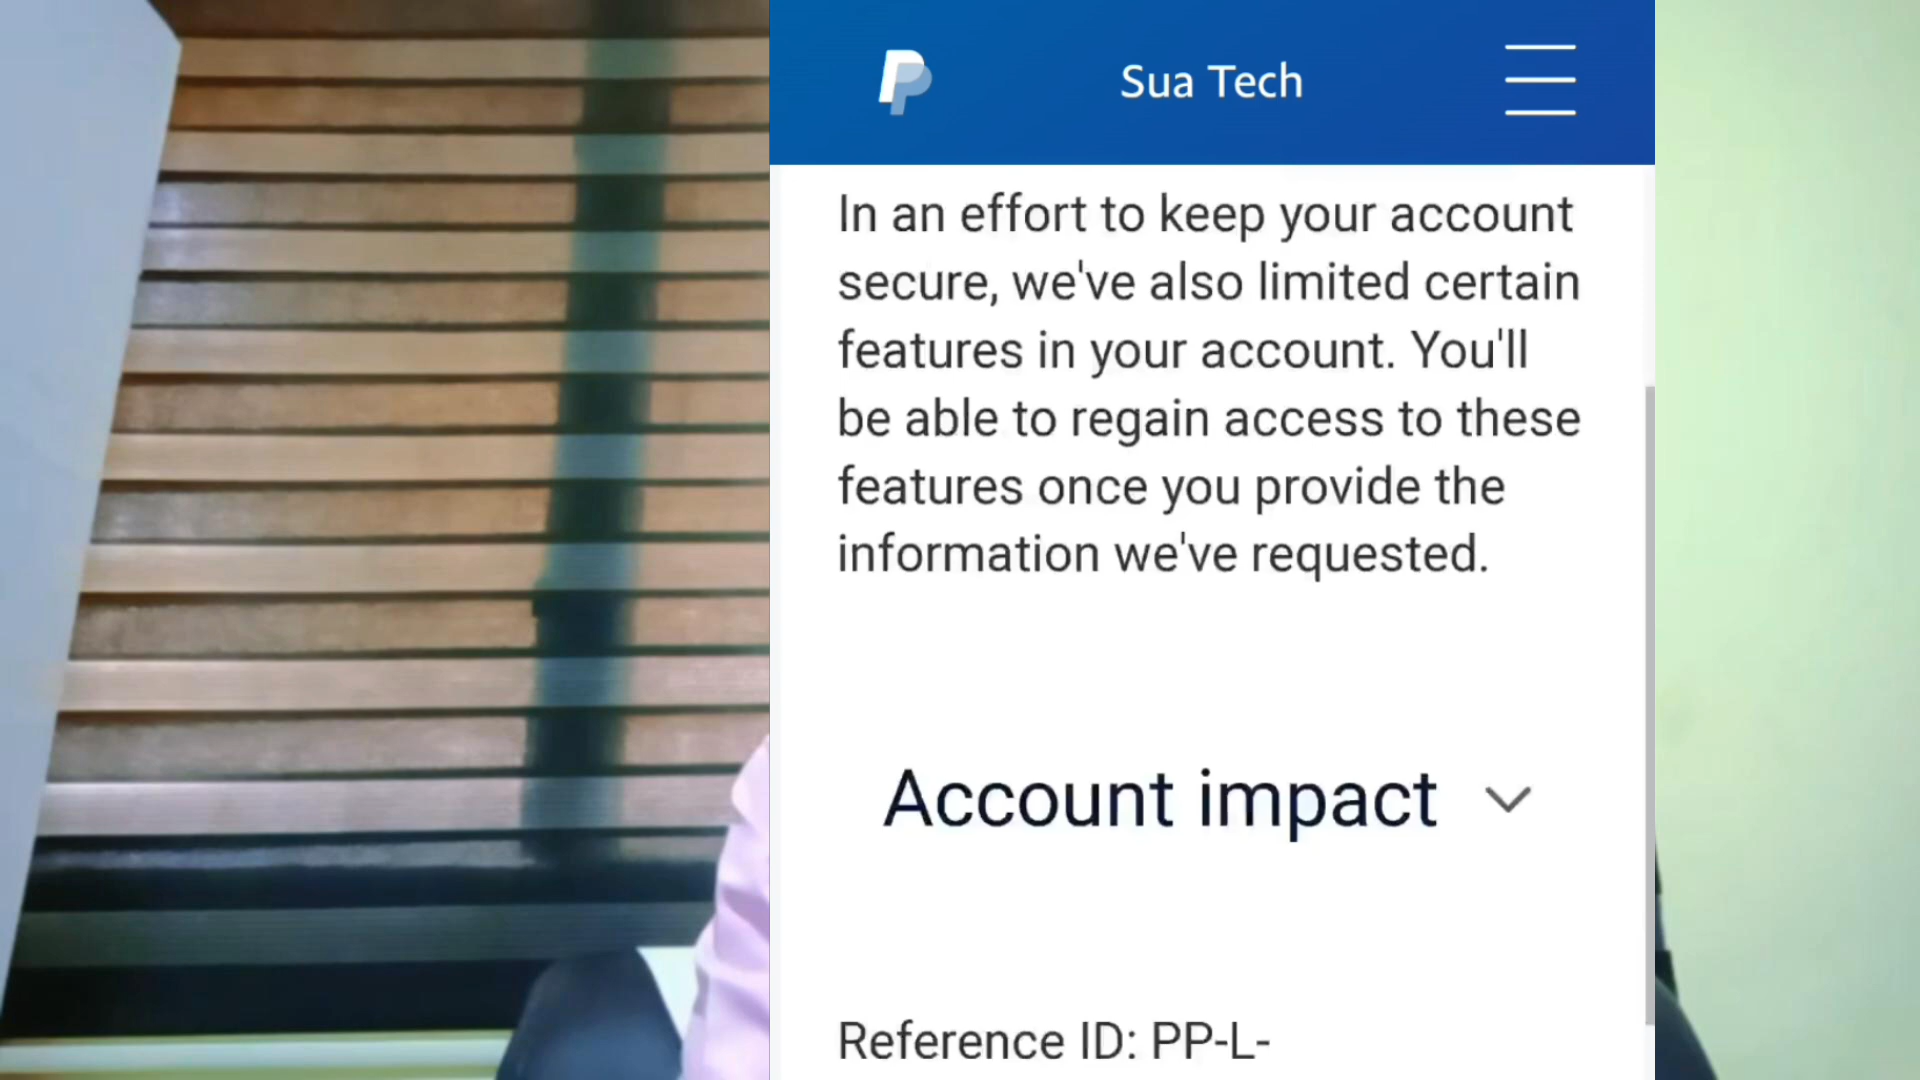 Sua Tech
In an effort to keep your account
secure, we've also limited certain
features in your account. You'll
be able to regain access to these
features once you provide the
information we've requested.
Account impact
Reference ID: PP-L-